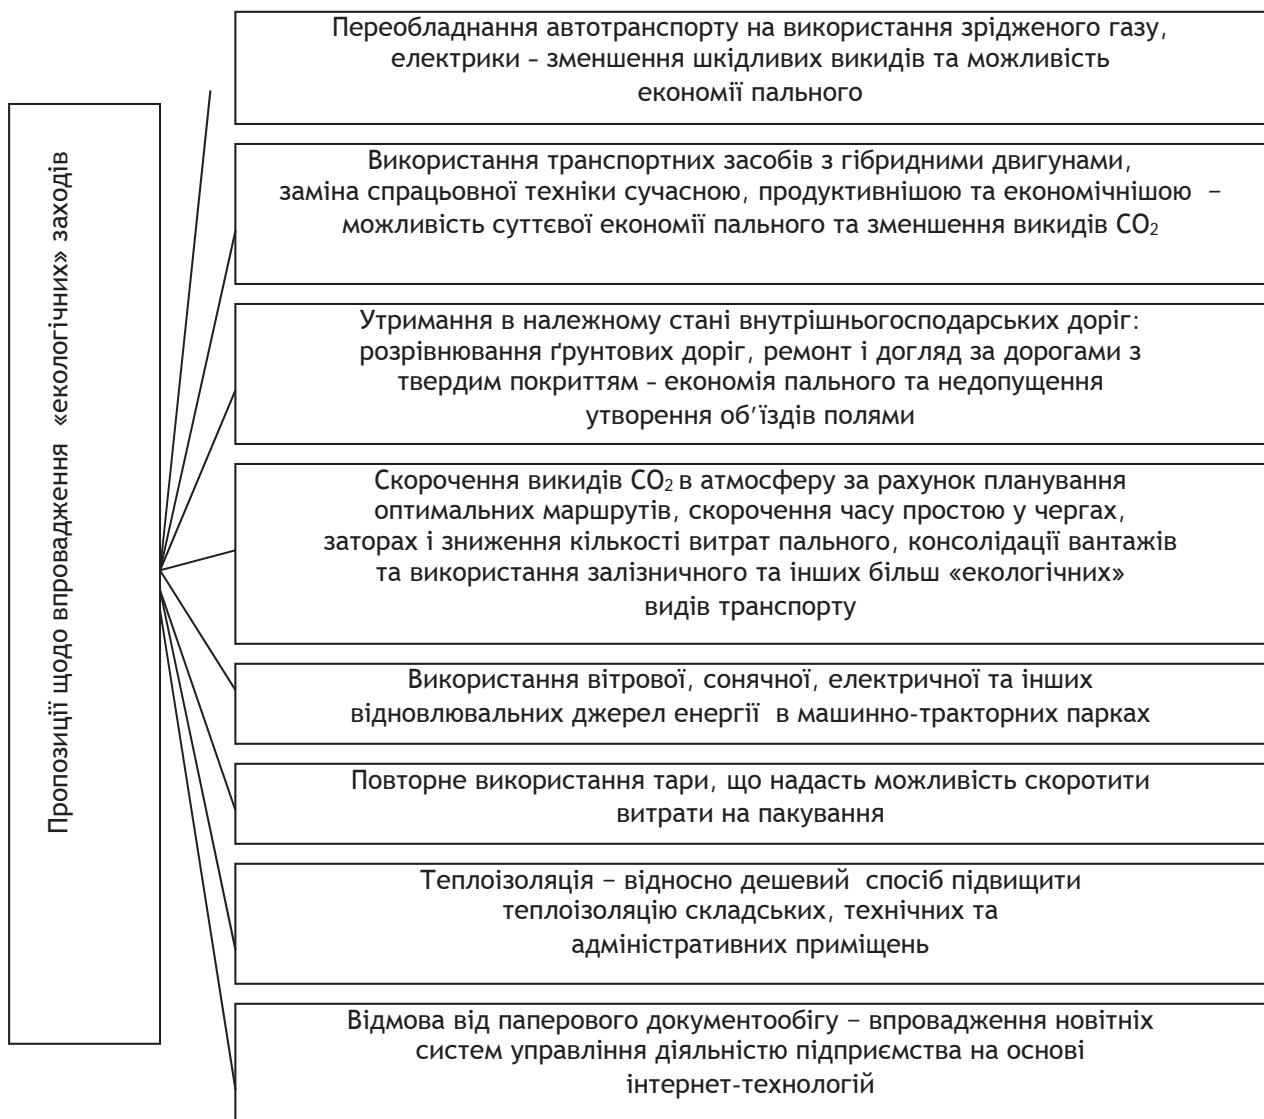 Пропозиції щодо впровадження «екологічних» заходів
Переобладнання автотранспорту на використання зрідженого газу,
електрики – зменшення шкідливих викидів та можливість
економії пального
Використання транспортних засобів з гібридними двигунами,
заміна спрацьовної техніки сучасною, продуктивнішою та економічнішою –
можливість суттєвої економії пального та зменшення викидів CO₂
Утримання в належному стані внутрішньогосподарських доріг:
розрівнювання ґрунтових доріг, ремонт і догляд за дорогами з
твердим покриттям – економія пального та недопущення
утворення об’їздів полями
Скорочення викидів CO₂ в атмосферу за рахунок планування
оптимальних маршрутів, скорочення часу простою у чергах,
заторах і зниження кількості витрат пального, консолідації вантажів
та використання залізничного та інших більш «екологічних»
видів транспорту
Використання вітрової, сонячної, електричної та інших
відновлювальних джерел енергії в машинно-тракторних парках
Повторне використання тари, що надасть можливість скоротити
витрати на пакування
Теплоізоляція – відносно дешевий спосіб підвищити
теплоізоляцію складських, технічних та
адміністративних приміщень
Відмова від паперового документообігу – впровадження новітніх
систем управління діяльністю підприємства на основі
інтернет-технологій